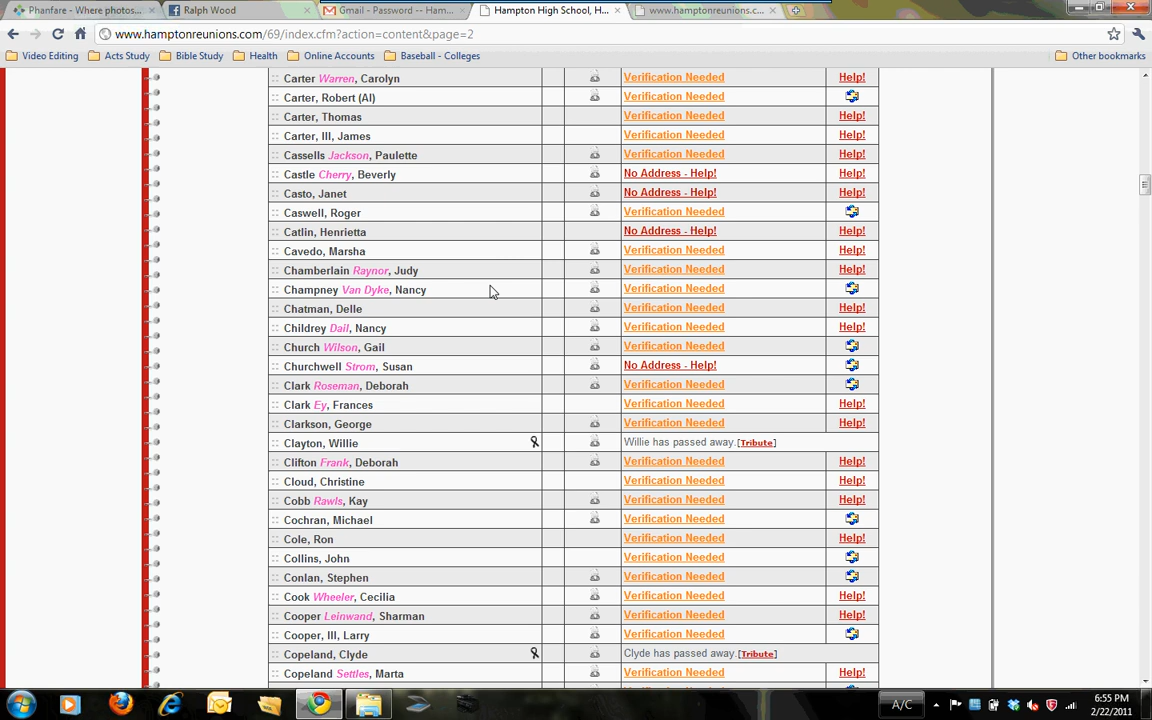 Phanfare - Where photos...
Ralph Wood
Gmail - Password -- Ham...
Hampton High School, H...
www.hamptonreunions.c...
www.hamptonreunions.com/69/index.cfm?action=content&page=2
Video Editing Acts Study Bible Study Health Online Accounts Baseball - Colleges Other bookmarks
Carter Warren, Carolyn Verification Needed Help!
Carter, Robert (Al) Verification Needed
Carter, Thomas Verification Needed Help!
Carter, III, James Verification Needed Help!
Cassells Jackson, Paulette Verification Needed Help!
Castle Cherry, Beverly No Address - Help! Help!
Casto, Janet No Address - Help! Help!
Caswell, Roger Verification Needed
Catlin, Henrietta No Address - Help! Help!
Cavedo, Marsha Verification Needed Help!
Chamberlain Raynor, Judy Verification Needed Help!
Champney Van Dyke, Nancy Verification Needed
Chatman, Delle Verification Needed Help!
Childrey Dail, Nancy Verification Needed Help!
Church Wilson, Gail Verification Needed
Churchwell Strom, Susan No Address - Help!
Clark Roseman, Deborah Verification Needed
Clark Ey, Frances Verification Needed Help!
Clarkson, George Verification Needed Help!
Clayton, Willie Willie has passed away.[Tribute]
Clifton Frank, Deborah Verification Needed Help!
Cloud, Christine Verification Needed Help!
Cobb Rawls, Kay Verification Needed Help!
Cochran, Michael Verification Needed
Cole, Ron Verification Needed Help!
Collins, John Verification Needed
Conlan, Stephen Verification Needed
Cook Wheeler, Cecilia Verification Needed Help!
Cooper Leinwand, Sharman Verification Needed Help!
Cooper, III, Larry Verification Needed
Copeland, Clyde Clyde has passed away.[Tribute]
Copeland Settles, Marta Verification Needed Help!
A/C
6:55 PM
2/22/2011